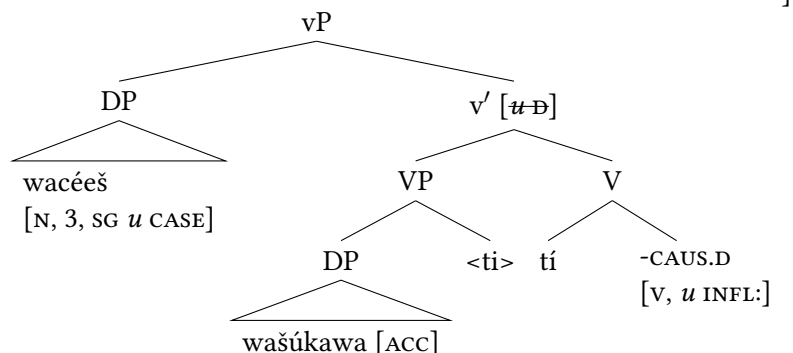 ]
vP
DP v′ [u D]
wacéeš VP V
[N, 3, SG u CASE]
DP <ti> tí -CAUS.D
[V, u INFL:]
wašúkawa [ACC]